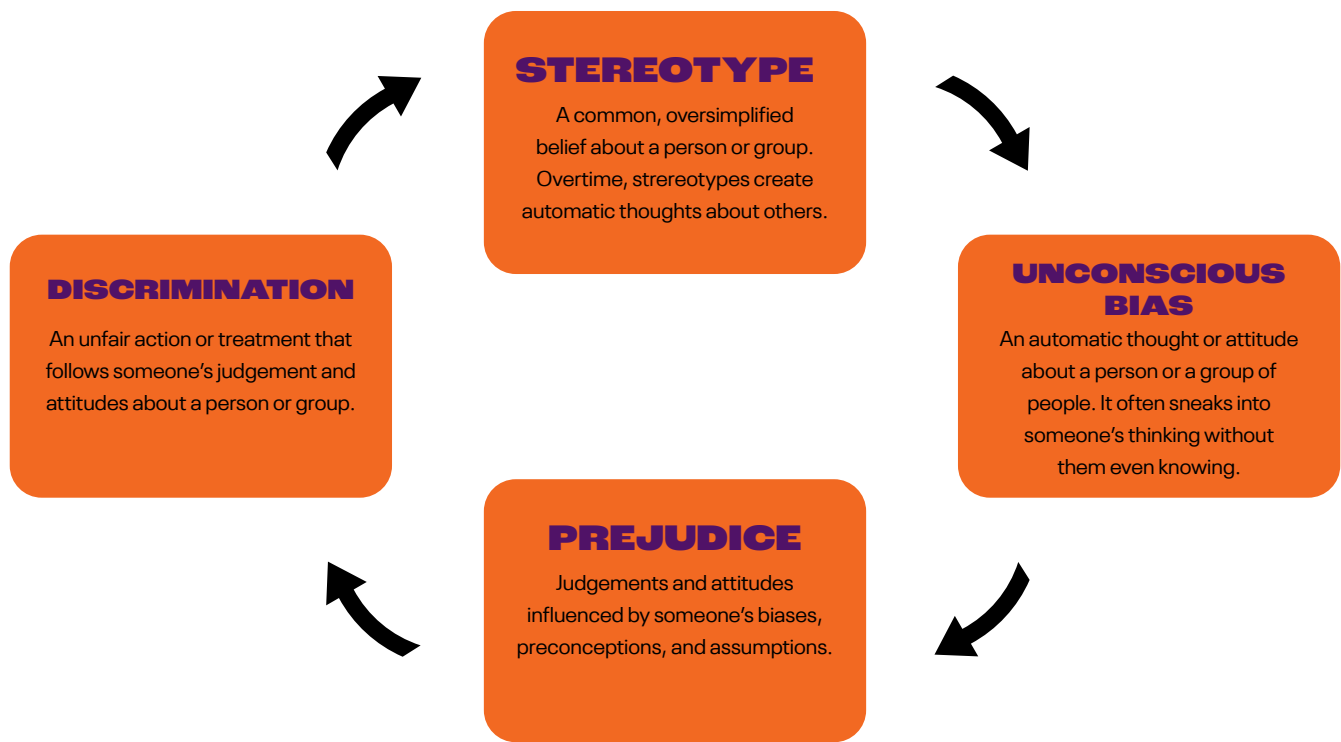 STEREOTYPE
A common, oversimplified
belief about a person or group.
Overtime, strereotypes create
automatic thoughts about others.
UNCONSCIOUS
BIAS
An automatic thought or attitude
about a person or a group of
people. It often sneaks into
someone’s thinking without
them even knowing.
PREJUDICE
Judgements and attitudes
influenced by someone’s biases,
preconceptions, and assumptions.
DISCRIMINATION
An unfair action or treatment that
follows someone’s judgement and
attitudes about a person or group.